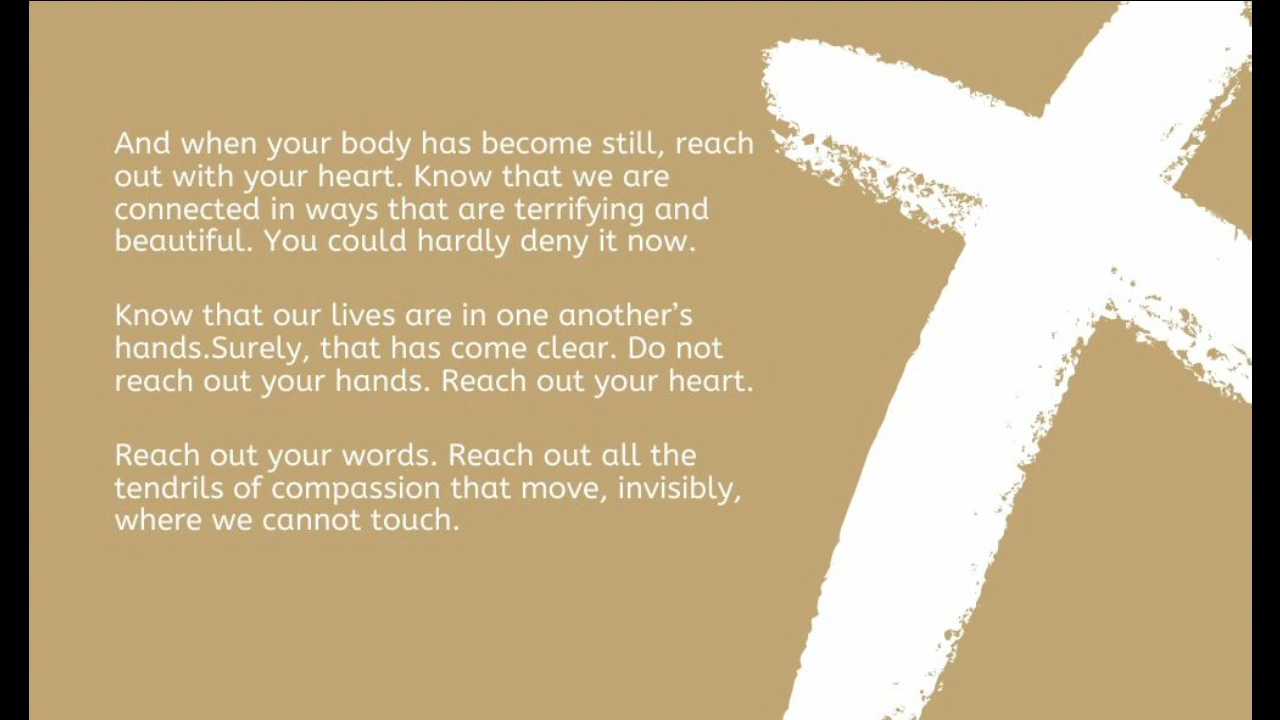 And when your body has become still, reach
out with your heart. Know that we are
connected in ways that are terrifying and
beautiful. You could hardly deny it now.
Know that our lives are in one another’s
hands.Surely, that has come clear. Do not
reach out your hands. Reach out your heart.
Reach out your words. Reach out all the
tendrils of compassion that move, invisibly,
where we cannot touch.